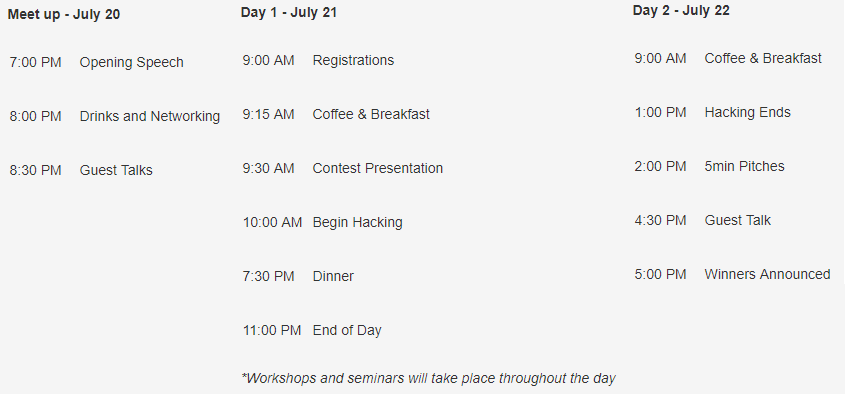 Meet up - July 20
7:00 PM Opening Speech
8:00 PM Drinks and Networking
8:30 PM Guest Talks
Day 1 - July 21
9:00 AM Registrations
9:15 AM Coffee & Breakfast
9:30 AM Contest Presentation
10:00 AM Begin Hacking
7:30 PM Dinner
11:00 PM End of Day
*Workshops and seminars will take place throughout the day
Day 2 - July 22
9:00 AM Coffee & Breakfast
1:00 PM Hacking Ends
2:00 PM 5min Pitches
4:30 PM Guest Talk
5:00 PM Winners Announced